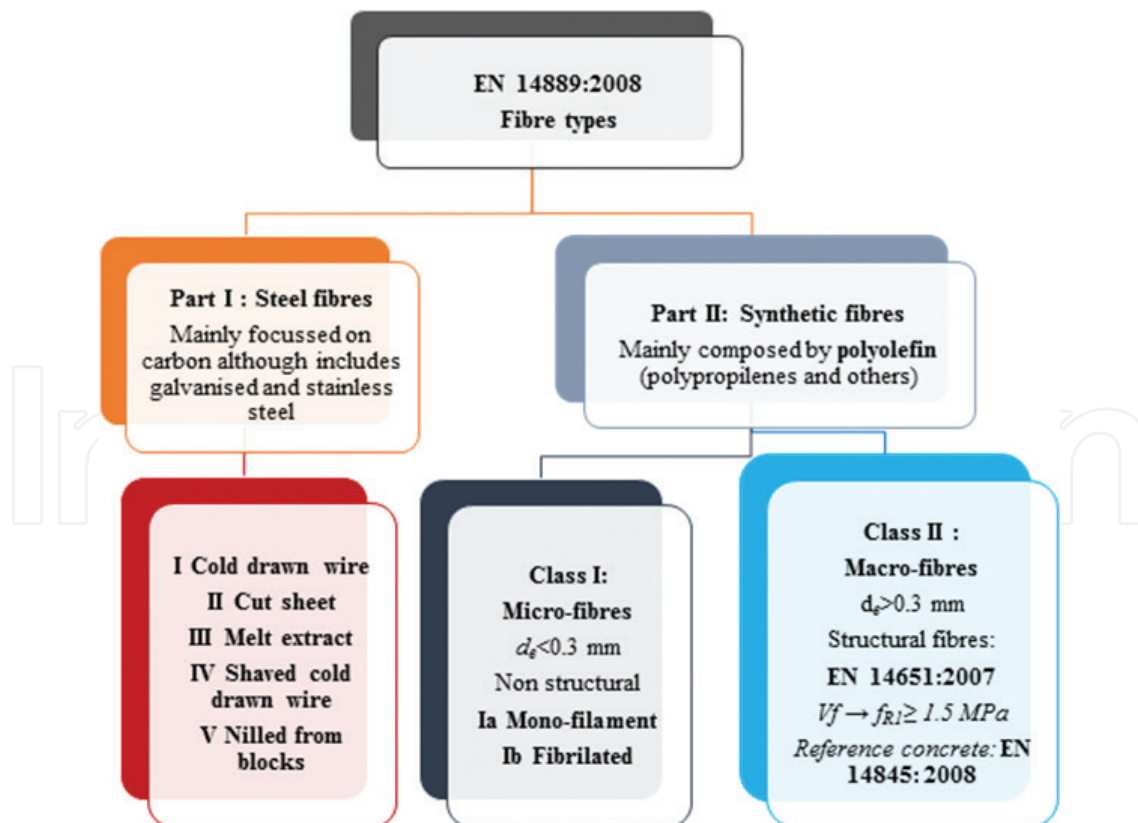 EN 14889:2008
Fibre types
Part I : Steel fibres
Mainly focussed on
carbon although includes
galvanised and stainless
steel
Part II: Synthetic fibres
Mainly composed by polyolefin
(polypropilenes and others)
I Cold drawn wire
II Cut sheet
III Melt extract
IV Shaved cold
drawn wire
V Nilled from
blocks
Class I:
Micro-fibres
de<0.3 mm
Non structural
Ia Mono-filament
Ib Fibrilated
Class II :
Macro-fibres
de>0.3 mm
Structural fibres:
EN 14651:2007
Vf → fR1≥ 1.5 MPa
Reference concrete: EN
14845: 2008